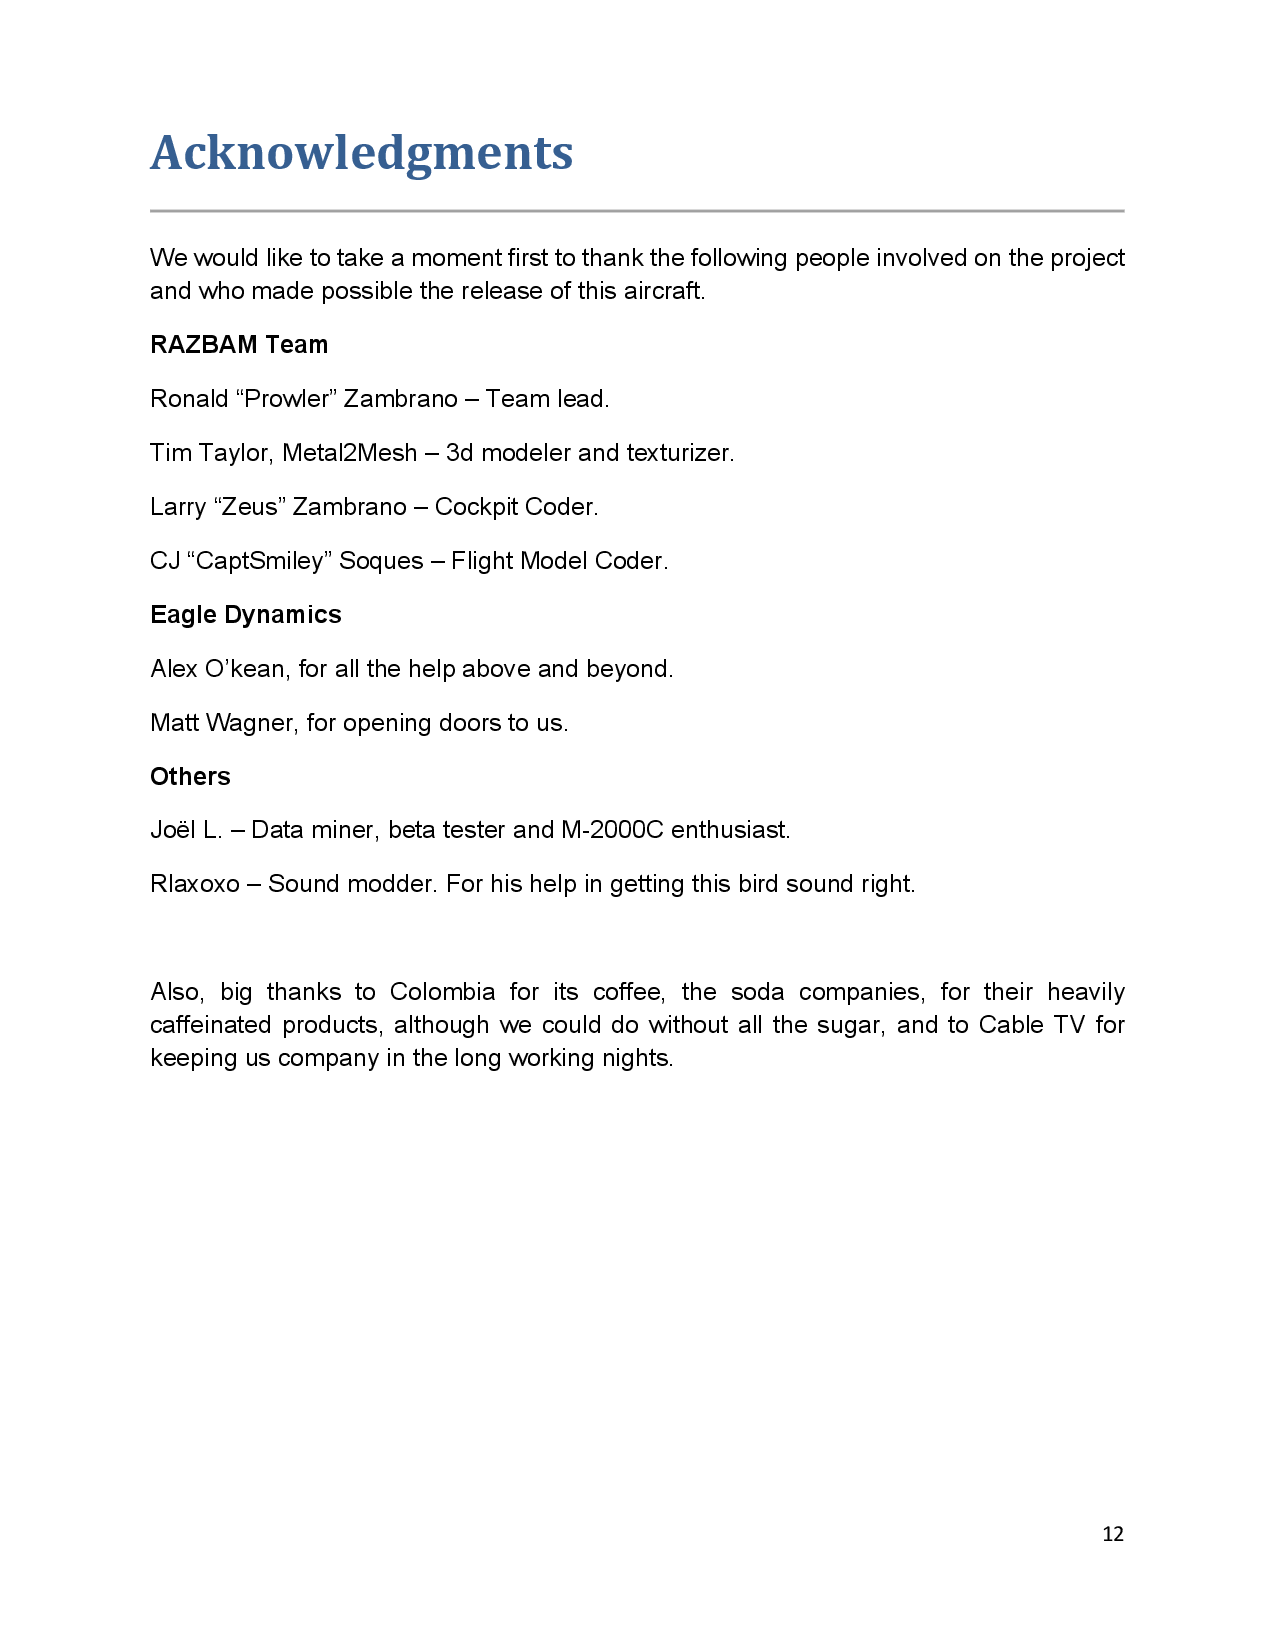 Acknowledgments
We would like to take a moment first to thank the following people involved on the project
and who made possible the release of this aircraft.
RAZBAM Team
Ronald “Prowler” Zambrano – Team lead.
Tim Taylor, Metal2Mesh – 3d modeler and texturizer.
Larry “Zeus” Zambrano – Cockpit Coder.
CJ “CaptSmiley” Soques – Flight Model Coder.
Eagle Dynamics
Alex O’kean, for all the help above and beyond.
Matt Wagner, for opening doors to us.
Others
Joël L. – Data miner, beta tester and M-2000C enthusiast.
Rlaxoxo – Sound modder. For his help in getting this bird sound right.
Also, big thanks to Colombia for its coffee, the soda companies, for their heavily
caffeinated products, although we could do without all the sugar, and to Cable TV for
keeping us company in the long working nights.
12